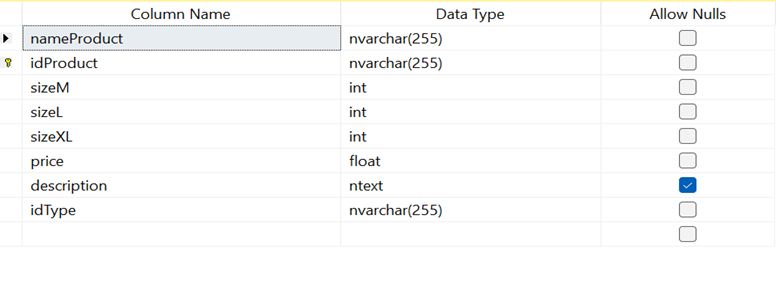 Column Name Data Type Allow Nulls
nameProduct nvarchar(255)
idProduct nvarchar(255)
sizeM int
sizeL int
sizeXL int
price float
description ntext
idType nvarchar(255)